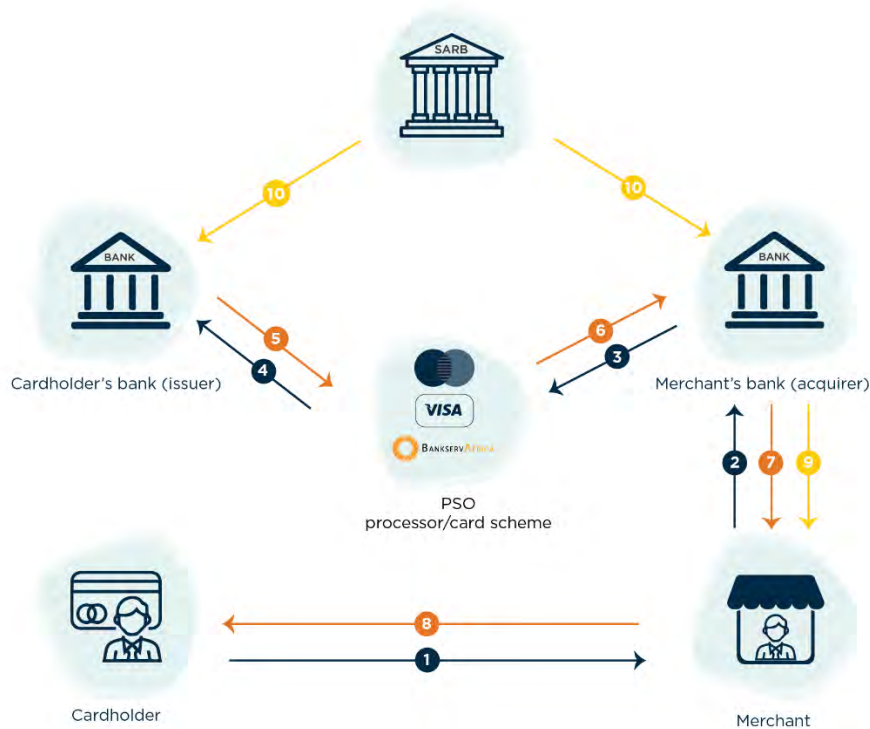 SARB
10
10
BANK
BANK
5
4
6
3
Cardholder's bank (issuer)
Merchant's bank (acquirer)
VISA
BANKSERVAFRICA
2
7
9
PSO
processor/card scheme
8
1
Cardholder
Merchant